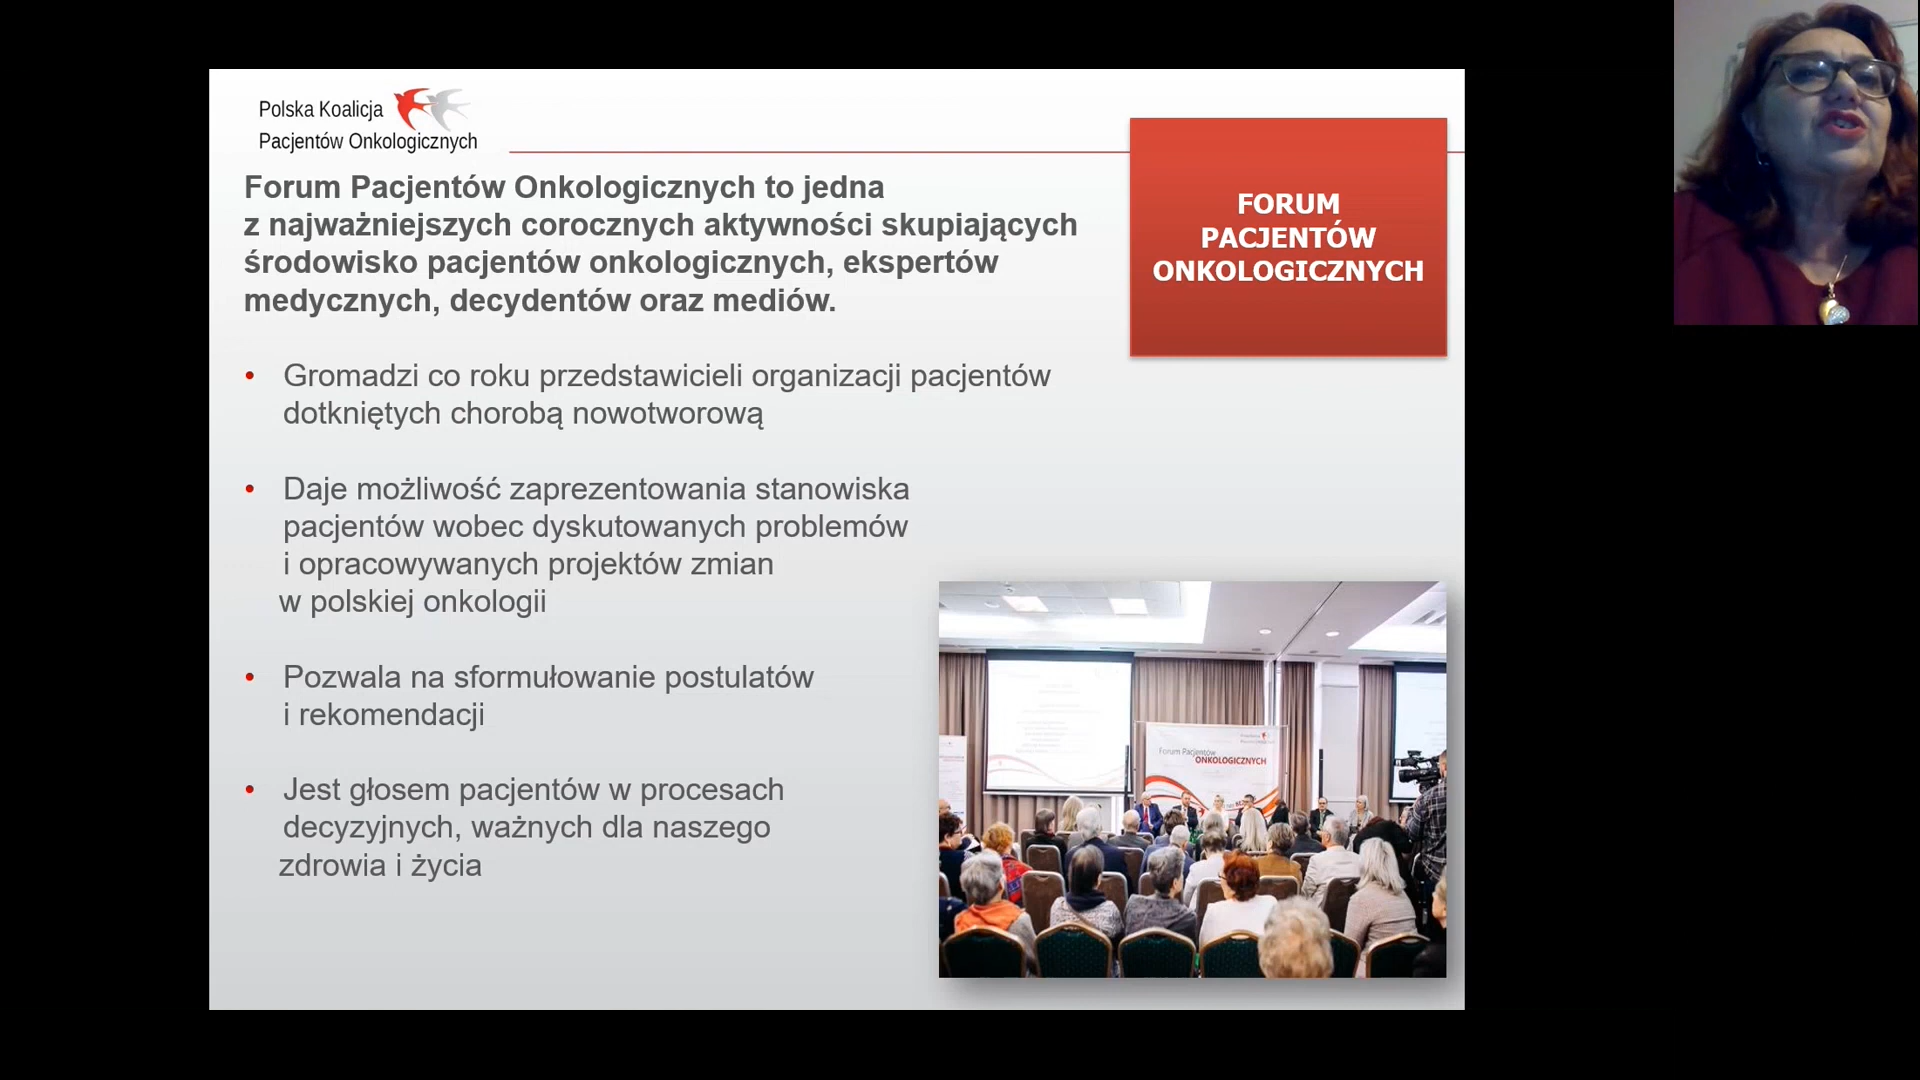 Polska Koalicja
Pacjentów Onkologicznych
FORUM
PACJENTÓW
ONKOLOGICZNYCH
Forum Pacjentów Onkologicznych to jedna
z najważniejszych corocznych aktywności skupiających
środowisko pacjentów onkologicznych, ekspertów
medycznych, decydentów oraz mediów.
• Gromadzi co roku przedstawicieli organizacji pacjentów
dotkniętych chorobą nowotworową
• Daje możliwość zaprezentowania stanowiska
pacjentów wobec dyskutowanych problemów
i opracowywanych projektów zmian
w polskiej onkologii
• Pozwala na sformułowanie postulatów
i rekomendacji
• Jest głosem pacjentów w procesach
decyzyjnych, ważnych dla naszego
zdrowia i życia
Forum Pacjentów
ONKOLOGICZNYCH